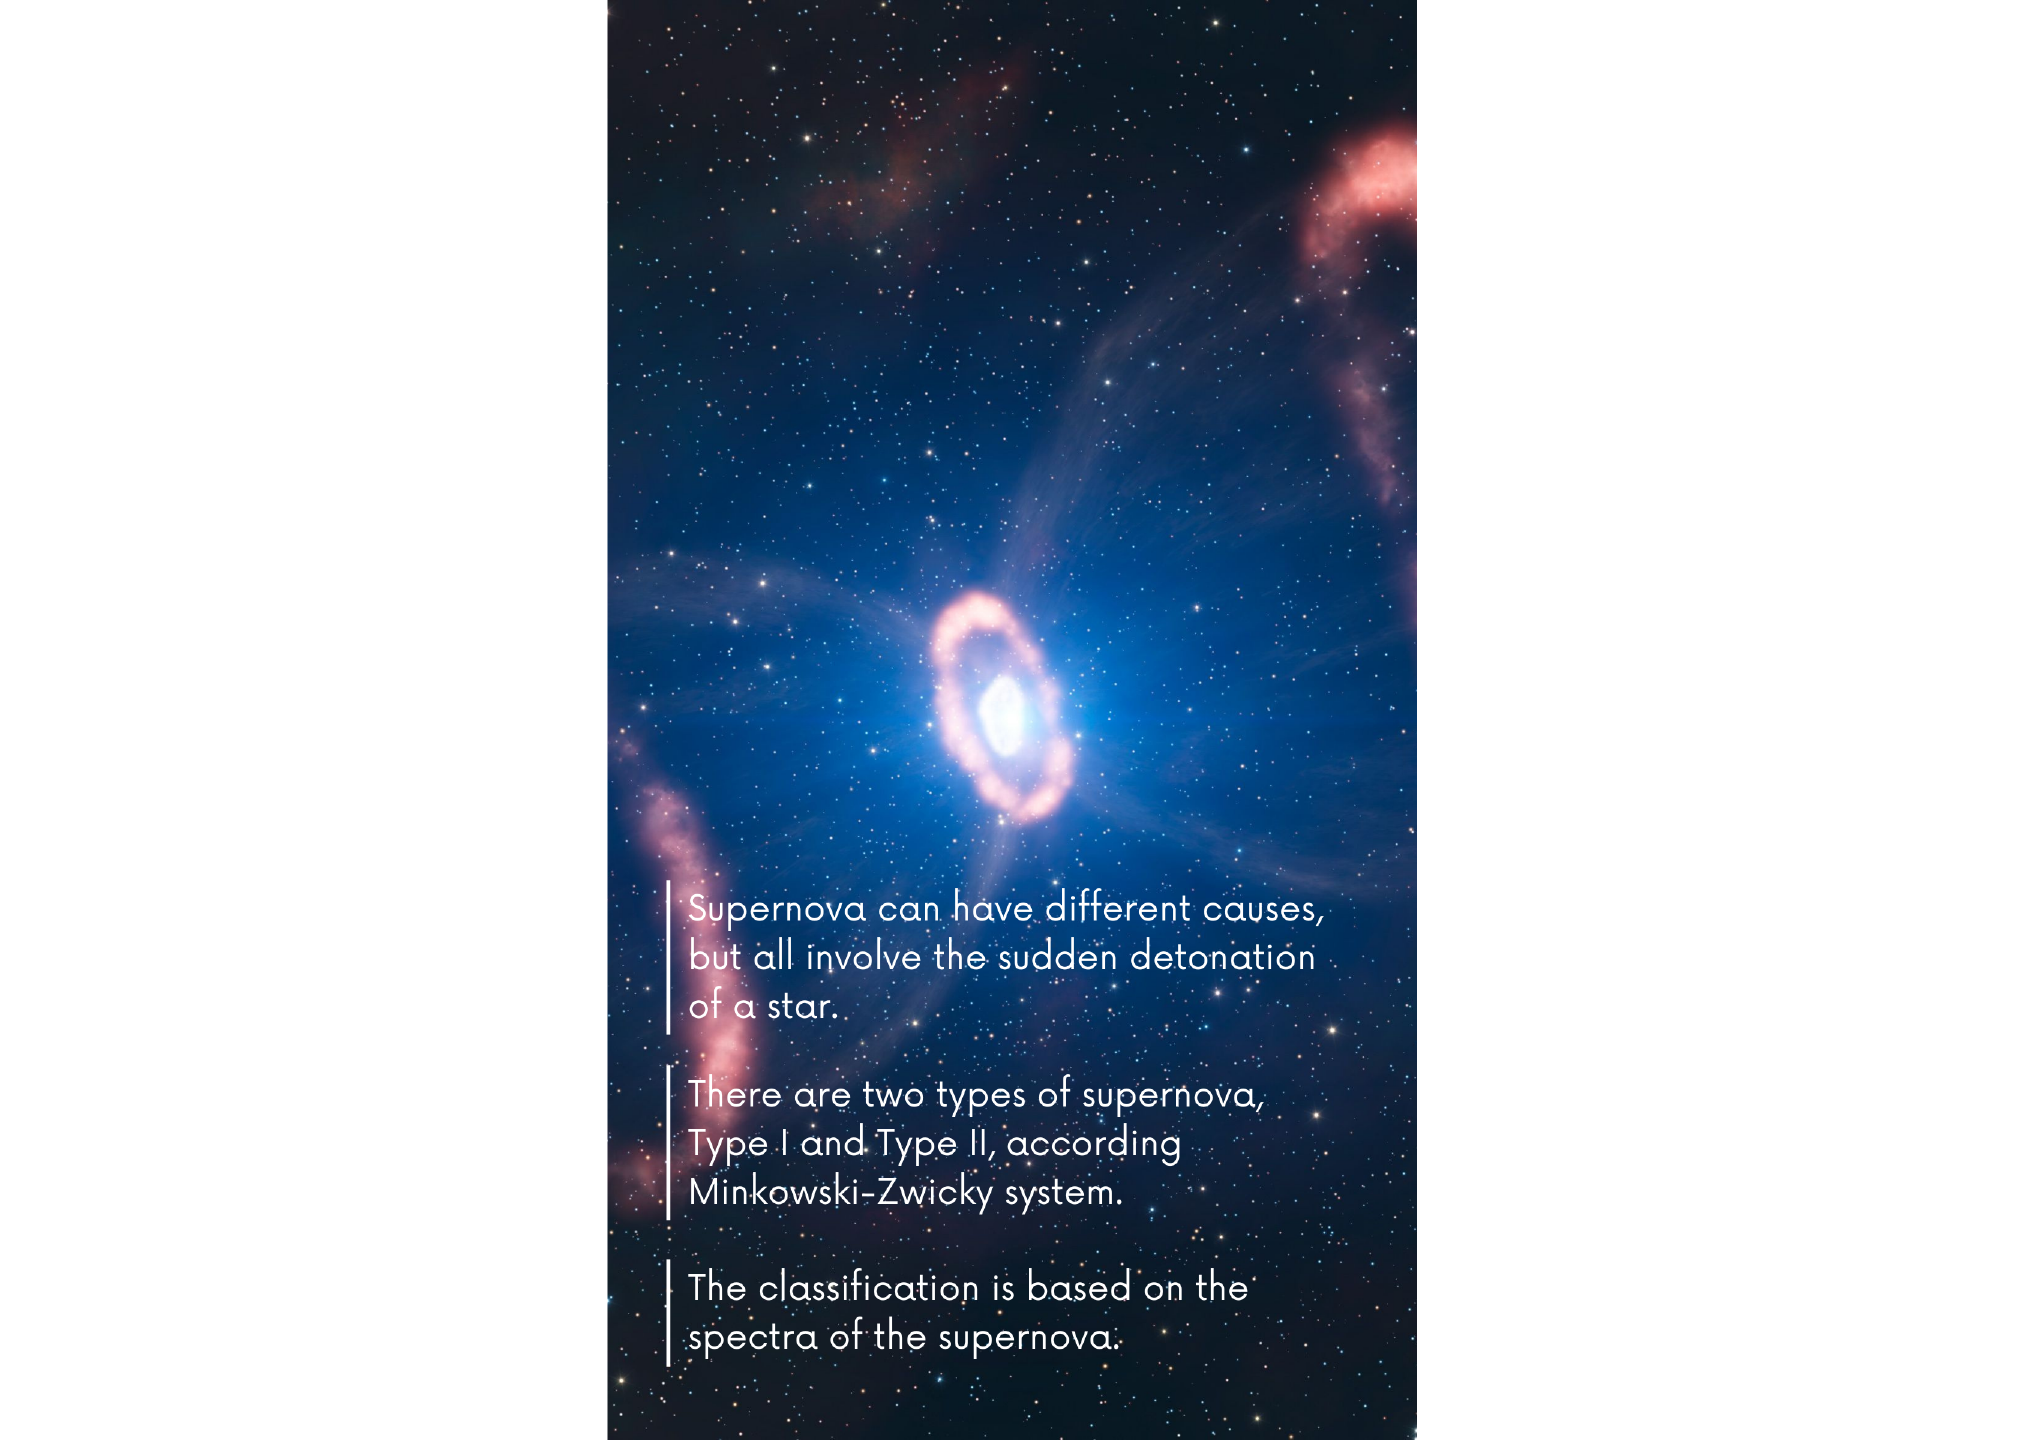 Supernova can have different causes,
but all involve the sudden detonation
of a star.
There are two types of supernova,
Type I and Type II, according
Minkowski-Zwicky system.
The classification is based on the
spectra of the supernova.